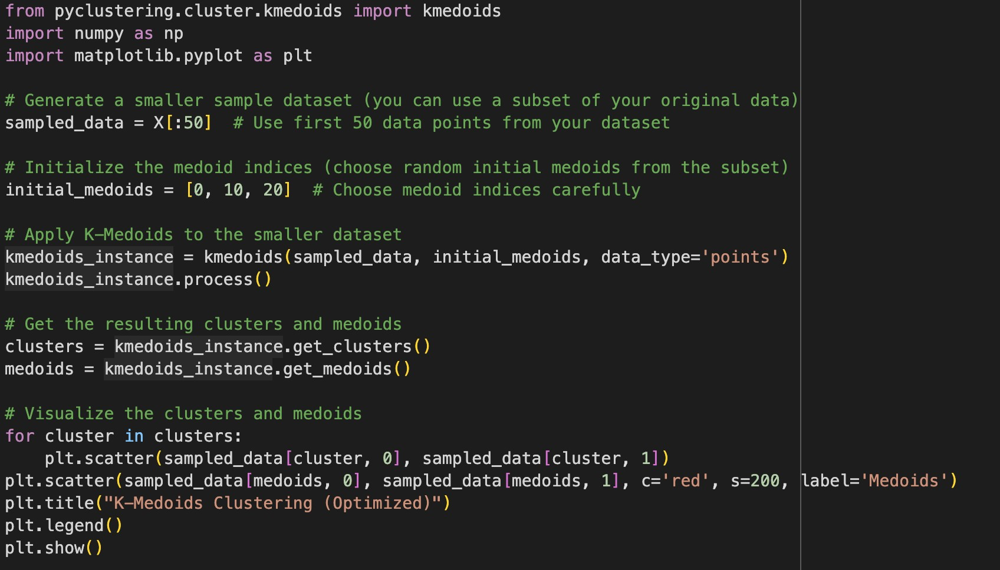 from pyclustering.cluster.kmedoids import kmedoids
import numpy as np
import matplotlib.pyplot as plt

# Generate a smaller sample dataset (you can use a subset of your original data)
sampled_data = X[:50]  # Use first 50 data points from your dataset

# Initialize the medoid indices (choose random initial medoids from the subset)
initial_medoids = [0, 10, 20]  # Choose medoid indices carefully

# Apply K-Medoids to the smaller dataset
kmedoids_instance = kmedoids(sampled_data, initial_medoids, data_type='points')
kmedoids_instance.process()

# Get the resulting clusters and medoids
clusters = kmedoids_instance.get_clusters()
medoids = kmedoids_instance.get_medoids()

# Visualize the clusters and medoids
for cluster in clusters:
    plt.scatter(sampled_data[cluster, 0], sampled_data[cluster, 1])
plt.scatter(sampled_data[medoids, 0], sampled_data[medoids, 1], c='red', s=200, label='Medoids')
plt.title("K-Medoids Clustering (Optimized)")
plt.legend()
plt.show()